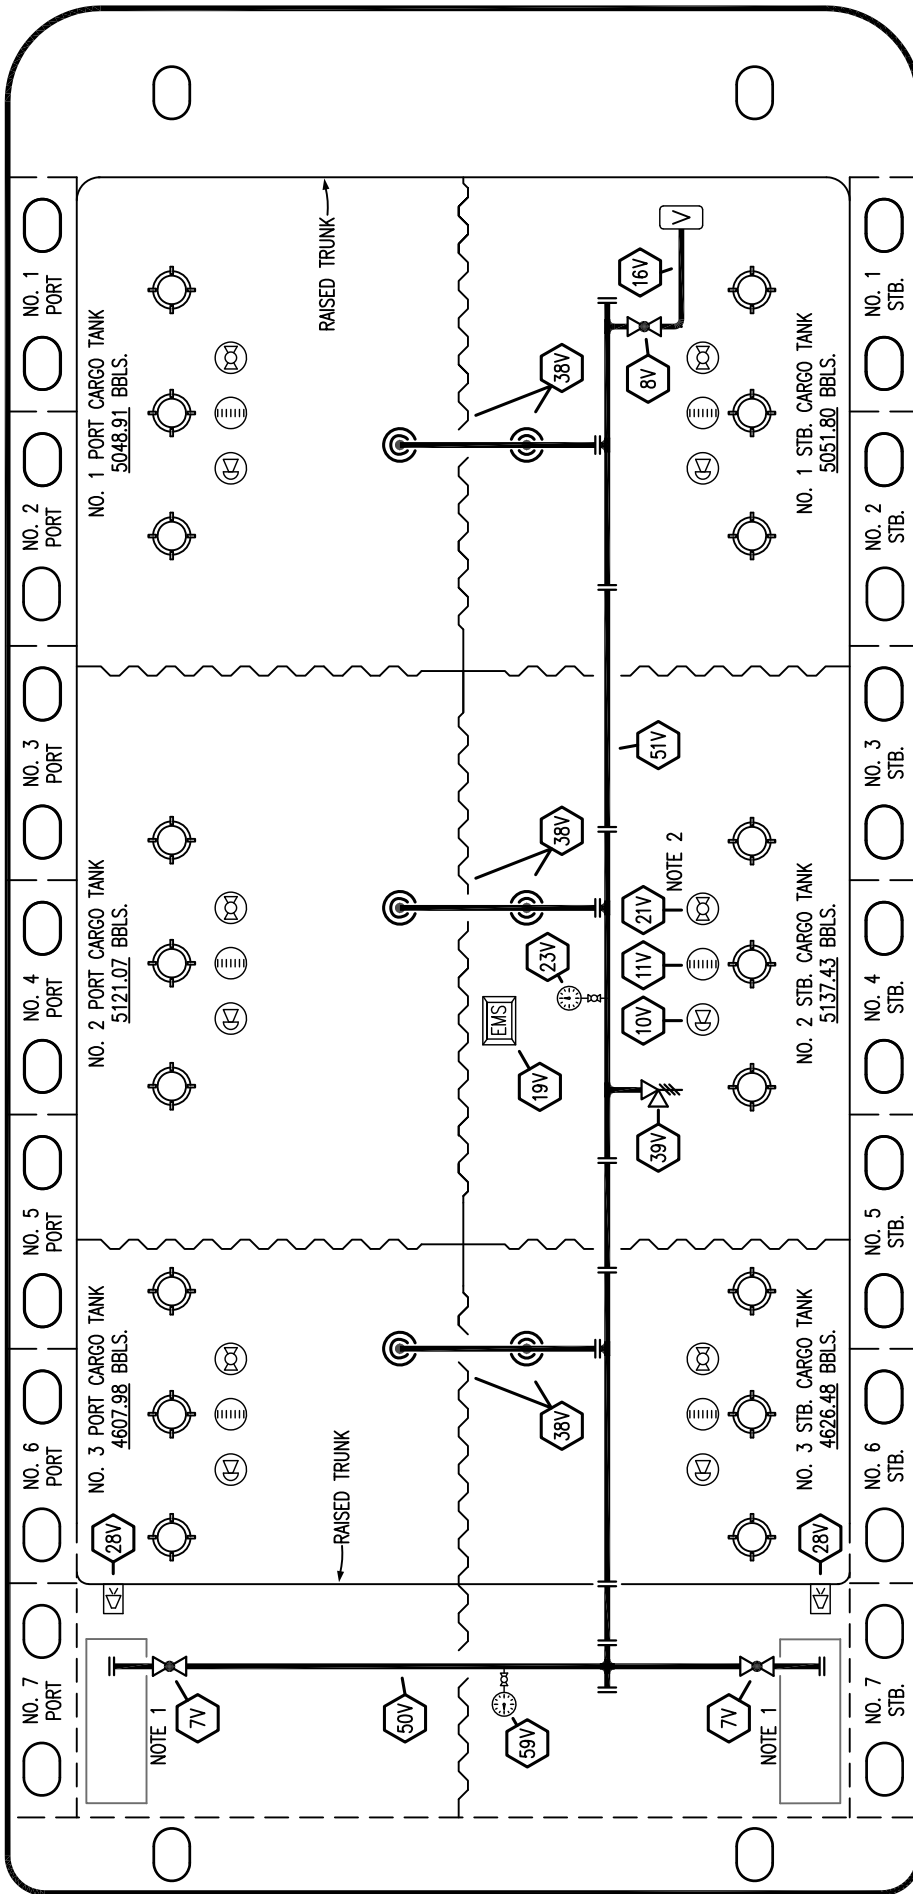 NO. 7
PORT
NO. 6
PORT
NO. 5
PORT
NO. 4
PORT
NO. 3
PORT
NO. 2
PORT
NO. 1
PORT
28V
NO. 3 PORT CARGO TANK
4607.98 BBLS.
NO. 2 PORT CARGO TANK
5121.07 BBLS.
NO. 1 PORT CARGO TANK
5048.91 BBLS.
NOTE 1
7V
RAISED TRUNK
RAISED TRUNK
50V
59V
38V
EMS
19V
23V
38V
38V
39V
10V
11V
21V
NOTE 2
51V
8V
16V
V
7V
NOTE 1
28V
NO. 3 STB. CARGO TANK
4626.48 BBLS.
NO. 2 STB. CARGO TANK
5137.43 BBLS.
NO. 1 STB. CARGO TANK
5051.80 BBLS.
NO. 7
STB.
NO. 6
STB.
NO. 5
STB.
NO. 4
STB.
NO. 3
STB.
NO. 2
STB.
NO. 1
STB.